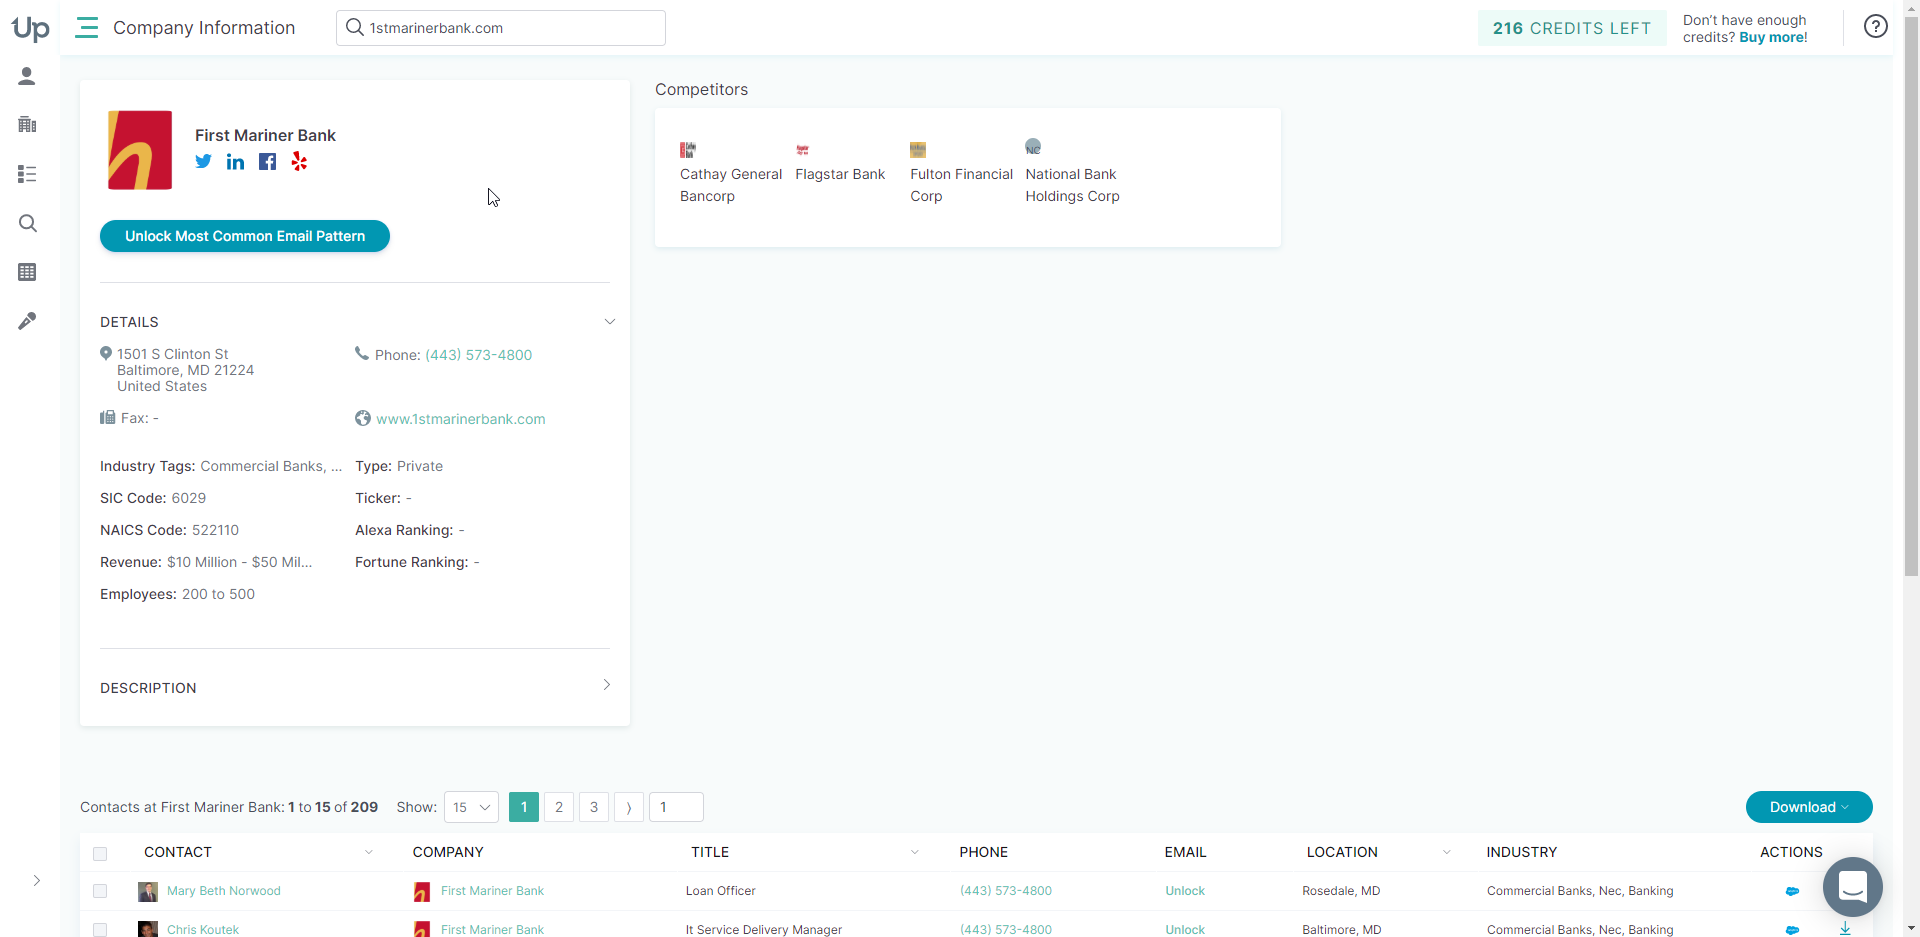 Up
Company Information
1stmarinerbank.com
216 CREDITS LEFT
Don't have enough
credits? Buy more!
First Mariner Bank
Unlock Most Common Email Pattern
DETAILS
1501 S Clinton St
Baltimore, MD 21224
United States
Phone: (443) 573-4800
Fax: -
www.1stmarinerbank.com
Industry Tags: Commercial Banks, ...
Type: Private
SIC Code: 6029
Ticker: -
NAICS Code: 522110
Alexa Ranking: -
Revenue: $10 Million - $50 Mil...
Fortune Ranking: -
Employees: 200 to 500
DESCRIPTION
Competitors
Cathay General
Bancorp
Flagstar Bank
Fulton Financial
Corp
NC
National Bank
Holdings Corp
Contacts at First Mariner Bank: 1 to 15 of 209
Show: 15
1 2 3 ⟩ 1
Download
CONTACT COMPANY TITLE PHONE EMAIL LOCATION INDUSTRY ACTIONS
Mary Beth Norwood First Mariner Bank Loan Officer (443) 573-4800 Unlock Rosedale, MD Commercial Banks, Nec, Banking
Chris Koutek First Mariner Bank It Service Delivery Manager (443) 573-4800 Unlock Baltimore, MD Commercial Banks, Nec, Banking